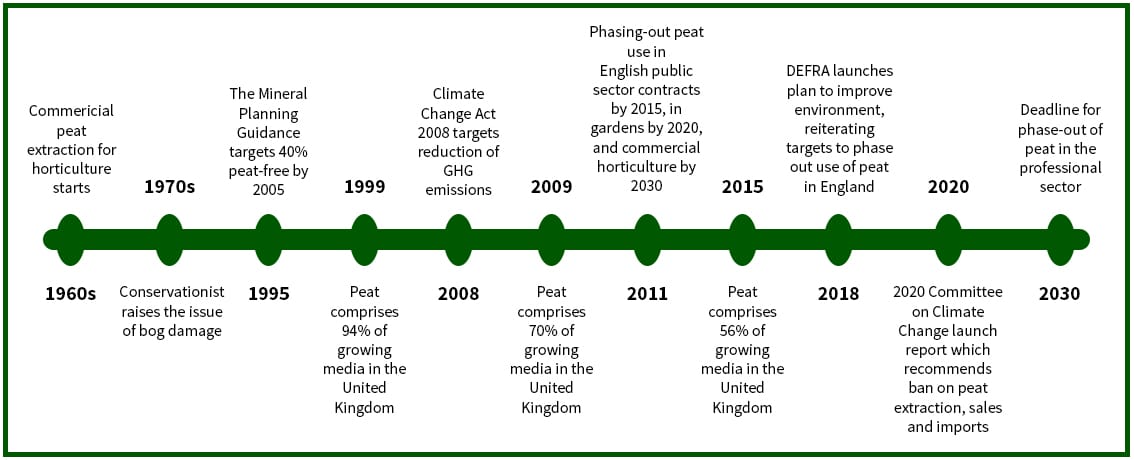 Commericial
peat
extraction for
horticulture
starts
1960s
1970s
Conservationist
raises the issue
of bog damage
The Mineral
Planning
Guidance
targets 40%
peat-free by
2005
1995
1999
Peat
comprises
94% of
growing
media in the
United
Kingdom
Climate
Change Act
2008 targets
reduction of
GHG
emissions
2008
2009
Peat
comprises
70% of
growing
media in the
United
Kingdom
Phasing-out peat
use in
English public
sector contracts
by 2015, in
gardens by 2020,
and commercial
horticulture by
2030
2011
2015
Peat
comprises
56% of
growing
media in the
United
Kingdom
DEFRA launches
plan to improve
environment,
reiterating
targets to phase
out use of peat
in England
2018
2020
2020 Committee
on Climate
Change launch
report which
recommends
ban on peat
extraction, sales
and imports
Deadline for
phase-out of
peat in the
professional
sector
2030